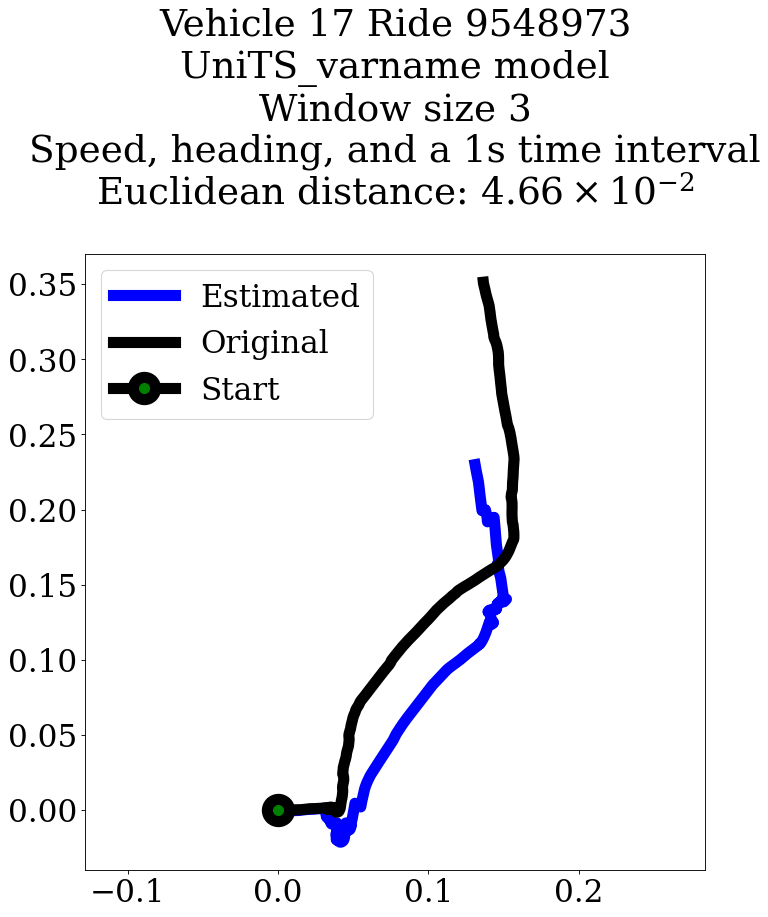 Vehicle 17 Ride 9548973
UniTS_varname model
Window size 3
Speed, heading, and a 1s time interval
Euclidean distance: 4.66 × 10⁻²
Estimated
Original
Start
0.35
0.30
0.25
0.20
0.15
0.10
0.05
0.00
−0.1 0.0 0.1 0.2